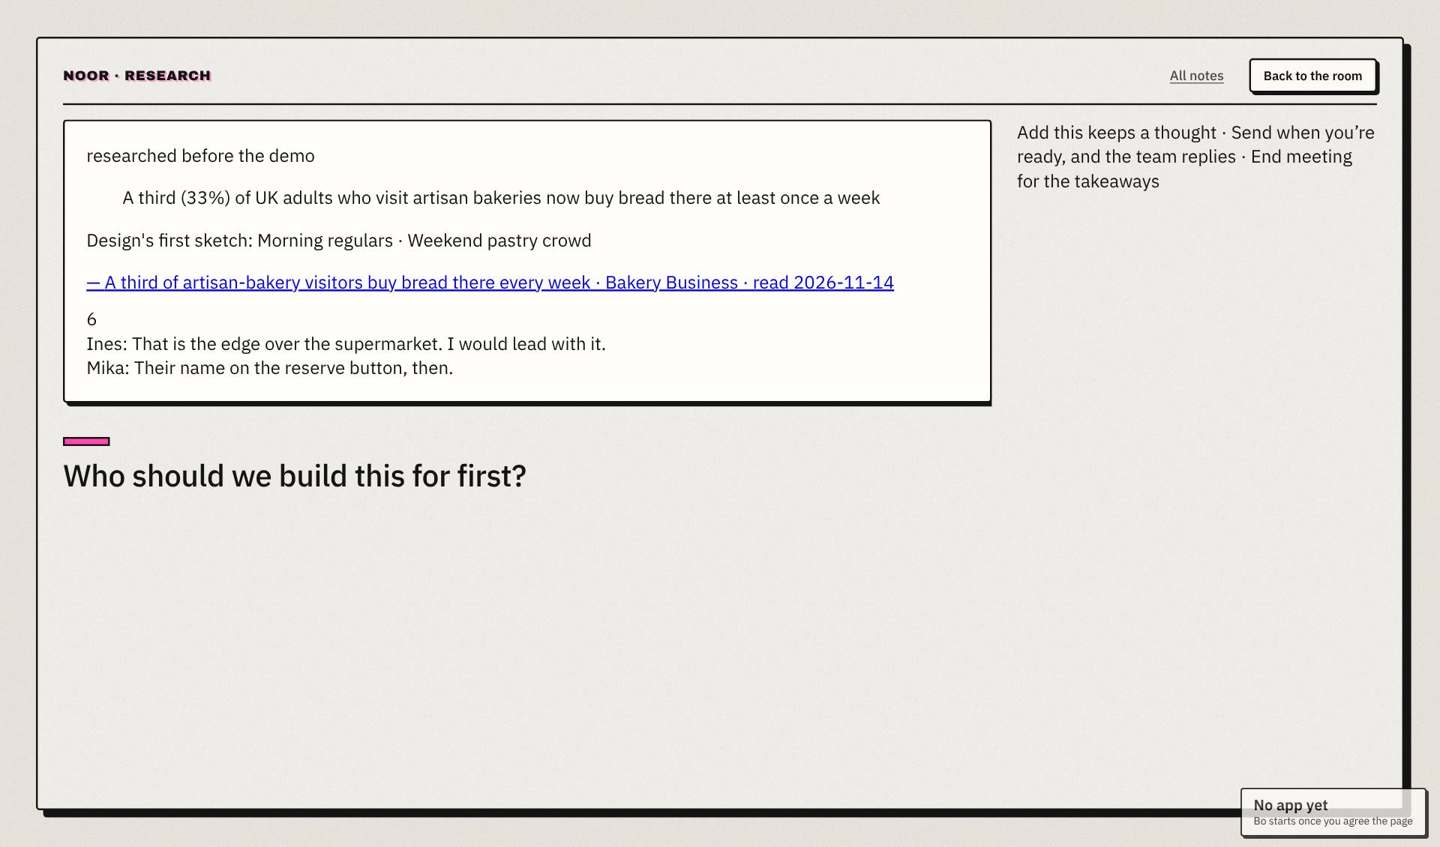 NOOR · RESEARCH
All notes
Back to the room
researched before the demo
A third (33%) of UK adults who visit artisan bakeries now buy bread there at least once a week
Design's first sketch: Morning regulars · Weekend pastry crowd
— A third of artisan-bakery visitors buy bread there every week · Bakery Business · read 2026-11-14
6
Ines: That is the edge over the supermarket. I would lead with it.
Mika: Their name on the reserve button, then.
Add this keeps a thought · Send when you’re
ready, and the team replies · End meeting
for the takeaways
Who should we build this for first?
No app yet
Bo starts once you agree the page